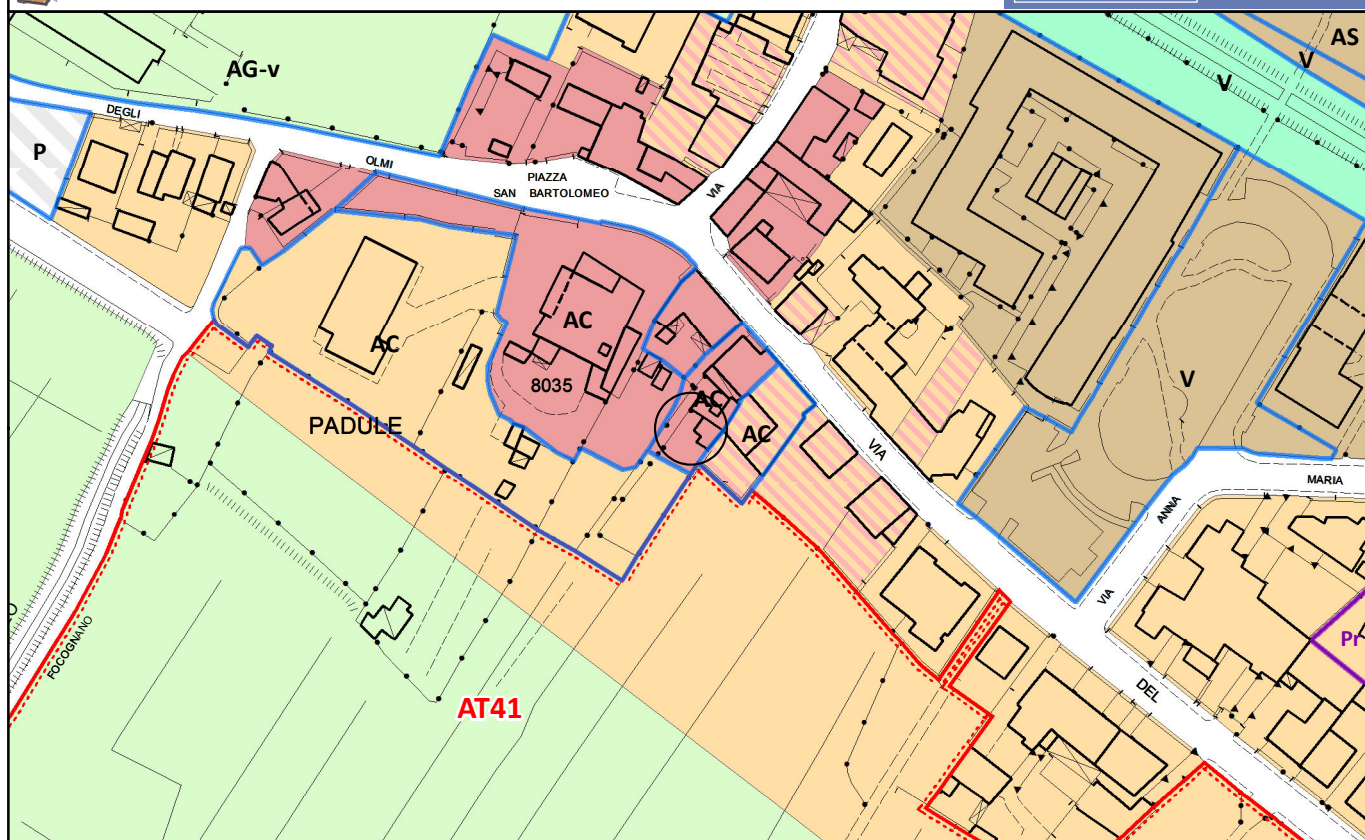 AS
V
V
AG-v
DEGLI
P
OLMI
PIAZZA
SAN BARTOLOMEO
VIA
AC
AC
8035
V
AC
PADULE
AC
VIA
MARIA
ANNA
VIA
FOCOGNANO
Pr
DEL
AT41